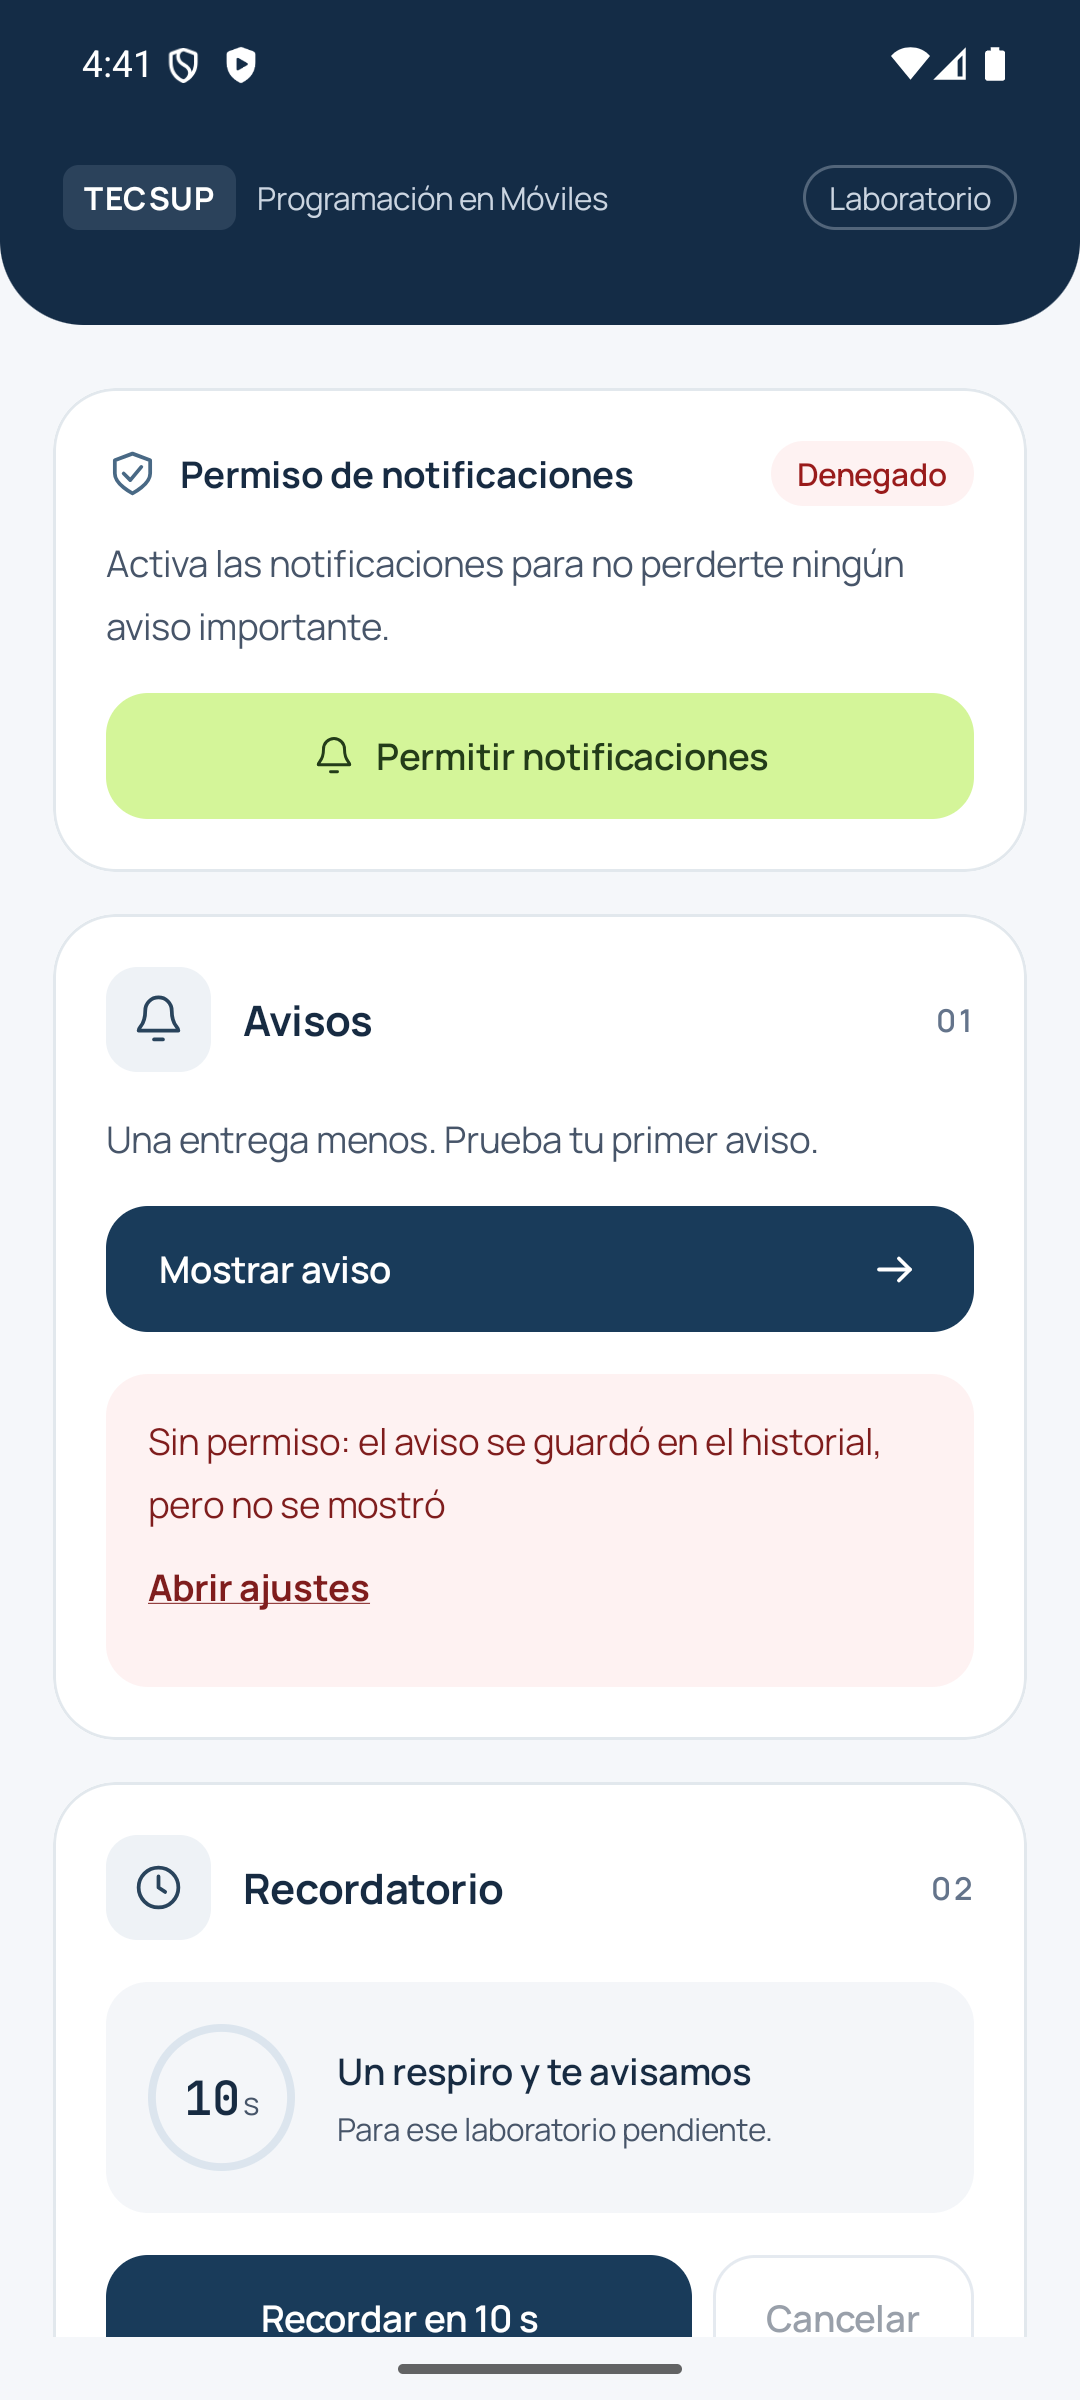 4:41
TECSUP Programación en Móviles Laboratorio
Permiso de notificaciones Denegado
Activa las notificaciones para no perderte ningún
aviso importante.
Permitir notificaciones
Avisos 01
Una entrega menos. Prueba tu primer aviso.
Mostrar aviso
Sin permiso: el aviso se guardó en el historial,
pero no se mostró
Abrir ajustes
Recordatorio 02
10 s
Un respiro y te avisamos
Para ese laboratorio pendiente.
Recordar en 10 s Cancelar